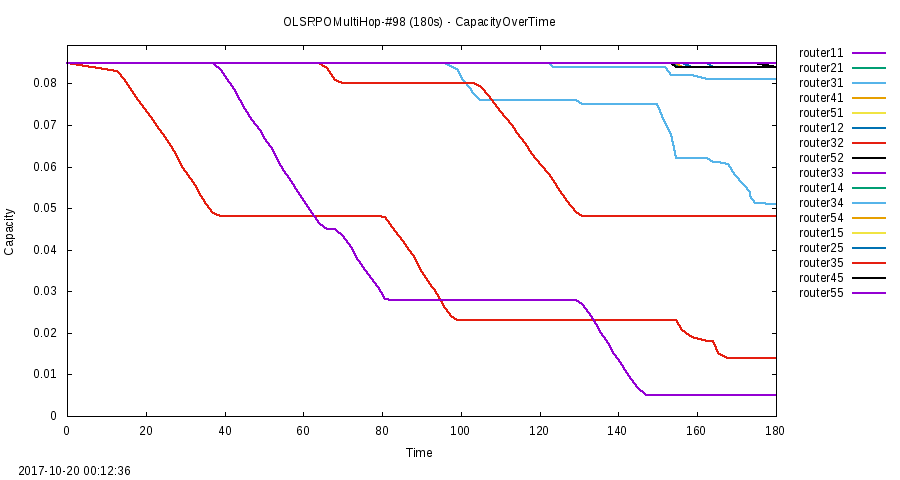 OLSRPOMultiHop-#98 (180s) - CapacityOverTime
router11
router21
router31
router41
router51
router12
router32
router52
router33
router14
router34
router54
router15
router25
router35
router45
router55
0.08
0.07
0.06
0.05
0.04
0.03
0.02
0.01
0
Capacity
0 20 40 60 80 100 120 140 160 180
Time
2017-10-20 00:12:36